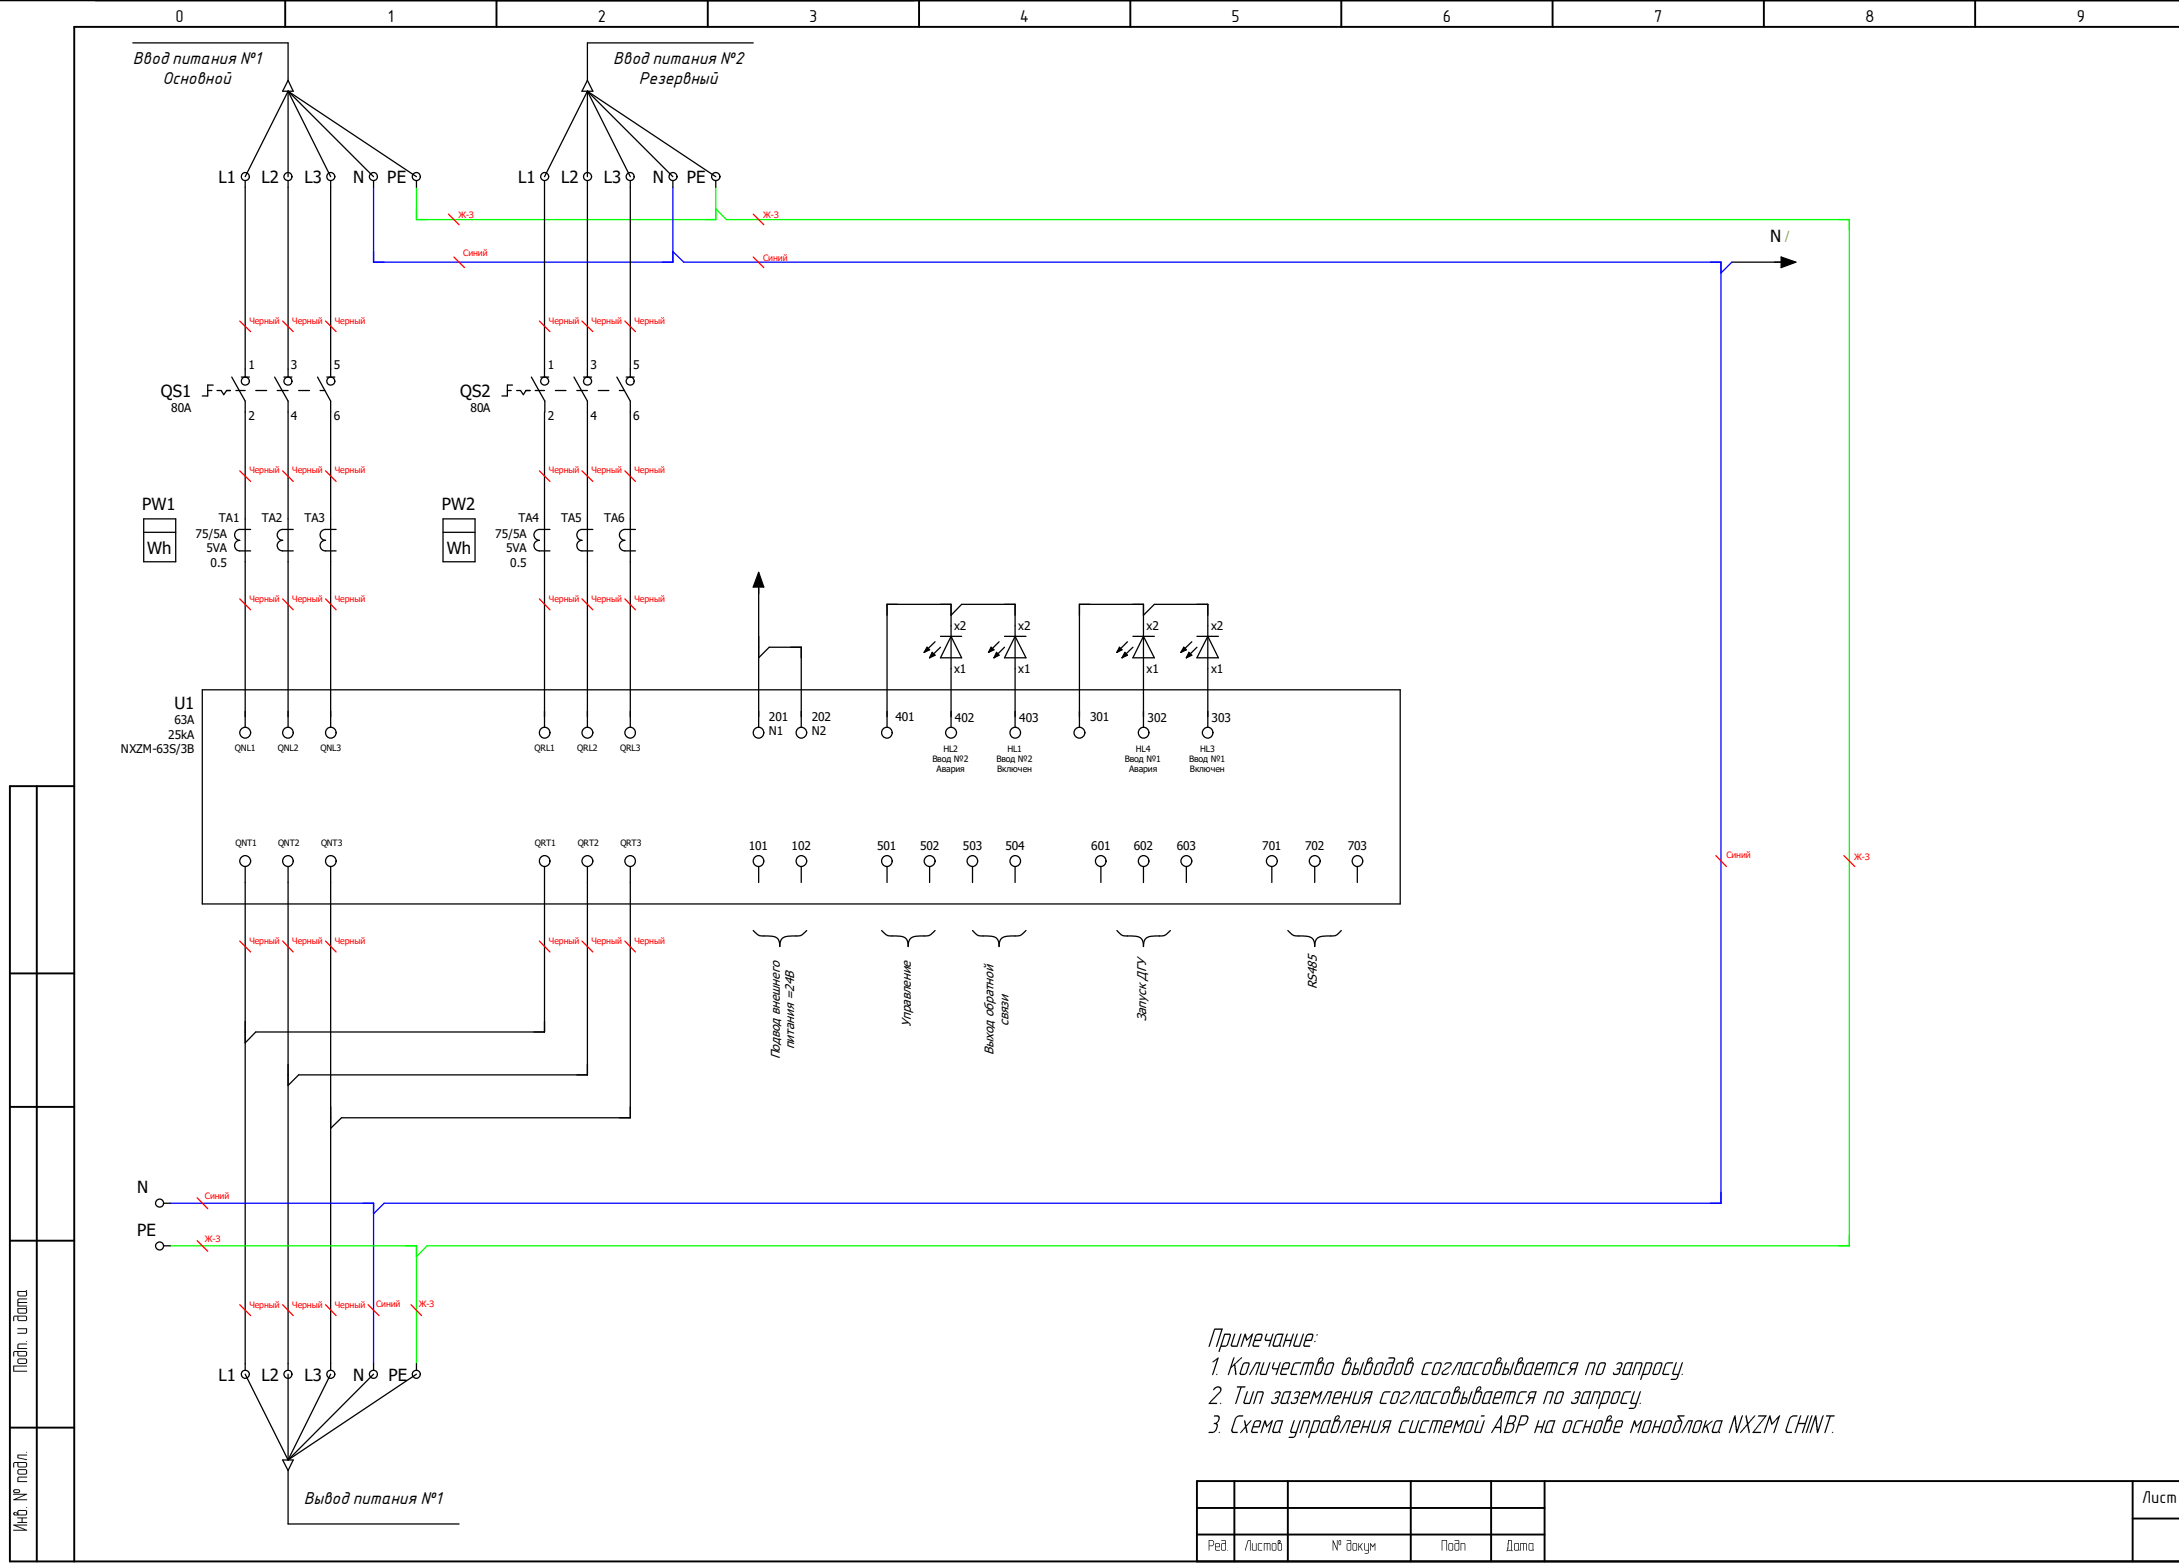 0 1 2 3 4 5 6 7 8 9
Ввод питания №1
Основной
Ввод питания №2
Резервный
L1 L2 L3 N PE
L1 L2 L3 N PE
Ж-З Ж-З
N /
Синий Синий
Черный Черный Черный Черный Черный Черный
1 3 5 1 3 5
QS1
80A
QS2
80A
2 4 6 2 4 6
Черный Черный Черный Черный Черный Черный
PW1
Wh
TA1 TA2 TA3
75/5A
5VA
0.5
PW2
Wh
TA4 TA5 TA6
75/5A
5VA
0.5
Черный Черный Черный Черный Черный Черный
x2 x2 x2 x2
x1 x1 x1 x1
U1
63A
25kA
NXZM-63S/3B
QNL1 QNL2 QNL3 QRL1 QRL2 QRL3
201 202 401 402 403 301 302 303
N1 N2
HL2
Ввод №2
Авария
HL1
Ввод №2
Включен
HL4
Ввод №1
Авария
HL3
Ввод №1
Включен
QNT1 QNT2 QNT3 QRT1 QRT2 QRT3
101 102 501 502 503 504 601 602 603 701 702 703
Синий Ж-З
Черный Черный Черный Черный Черный Черный
Подвод внешнего
питания =24В
Управление
Выход обратной
связи
Запуск ДГУ
RS485
N
Синий
PE
Ж-З
Черный Черный Черный Синий Ж-З
L1 L2 L3 N PE
Вывод питания №1
Примечание:
1. Количество выводов согласовывается по запросу.
2. Тип заземления согласовывается по запросу.
3. Схема управления системой АВР на основе моноблока NXZM CHINT.
Подп. и дата
Инв. № подл.
Ред. Листов № докум Подп Дата
Лист